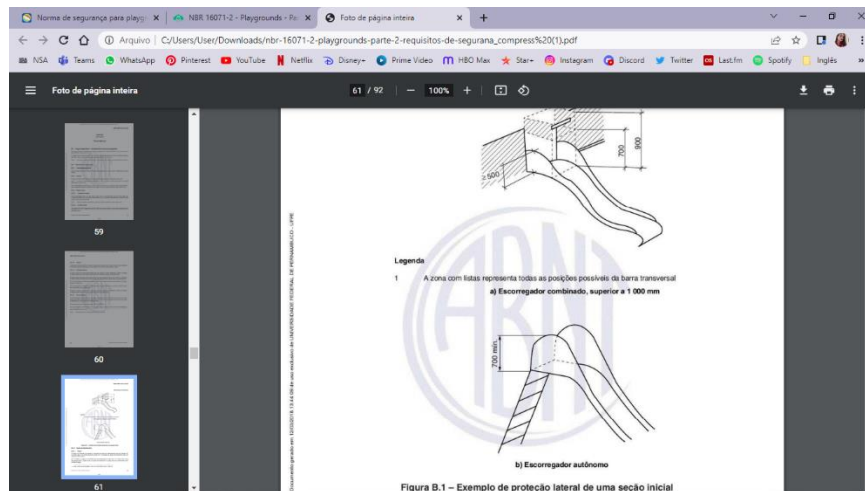 Norma de segurança para playg
NBR 16071-2 - Playgrounds - Par
Foto de página inteira
Arquivo | C:/Users/User/Downloads/nbr-16071-2-playgrounds-parte-2-requisitos-de-segurana_compress%20(1).pdf
NSA Teams WhatsApp Pinterest YouTube Netflix Disney+ Prime Video HBO Max Star+ Instagram Discord Twitter Last.fm Spotify Inglês »
Foto de página inteira 61 / 92 100%
59
60
61
≥ 500
700
900
Legenda
1 A zona com listas representa todas as posições possíveis da barra transversal
a) Escorregador combinado, superior a 1 000 mm
ABNT
700 mín.
b) Escorregador autônomo
Figura B.1 – Exemplo de proteção lateral de uma seção inicial